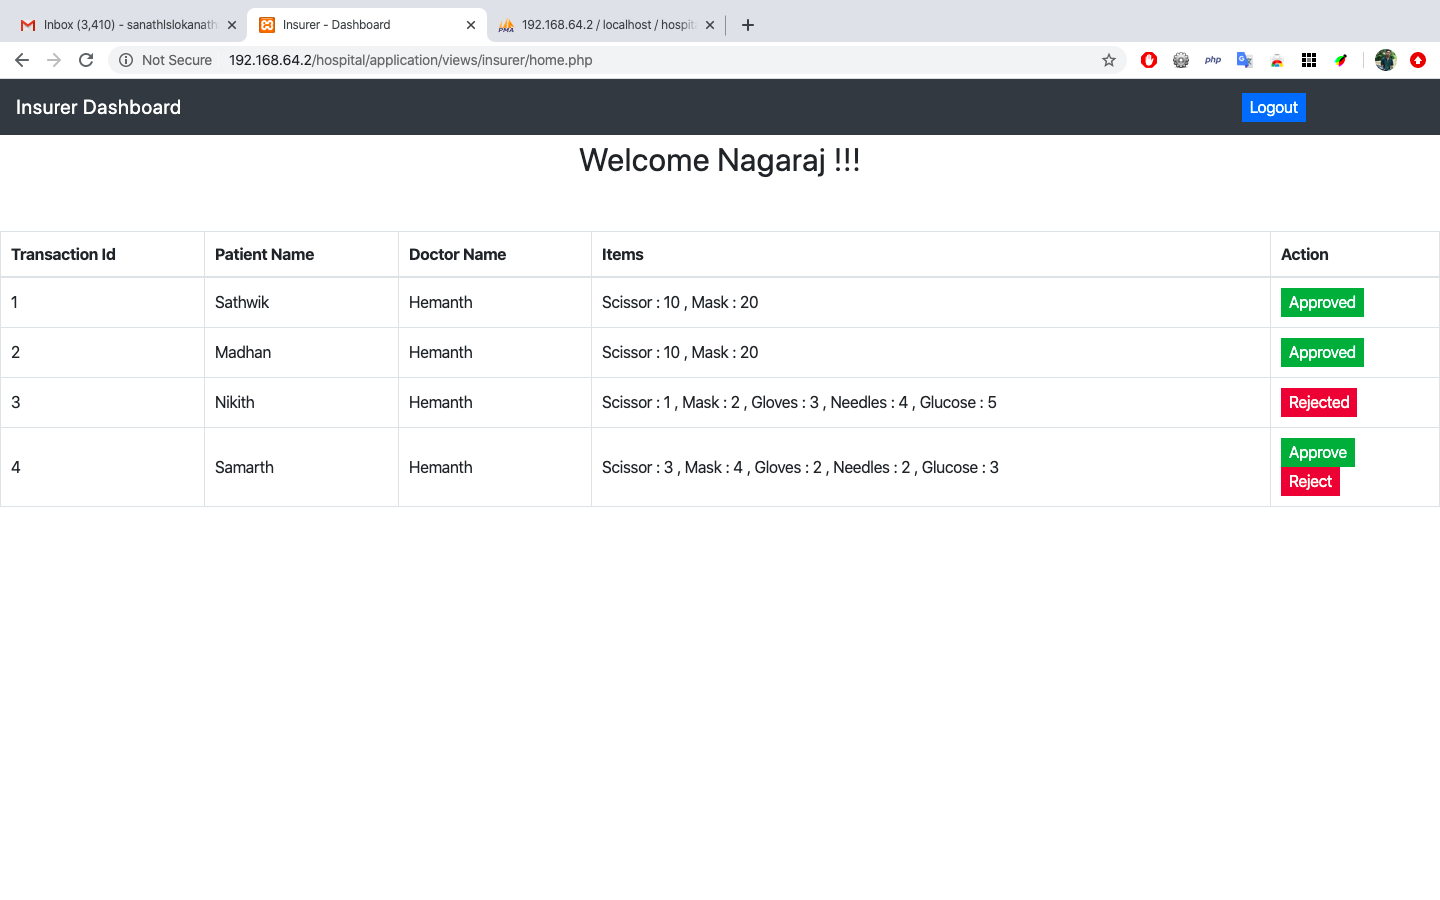 Inbox (3,410) - sanathlslokanath
Insurer - Dashboard
192.168.64.2 / localhost / hospit
Not Secure 192.168.64.2/hospital/application/views/insurer/home.php
php
Insurer Dashboard
Logout
Welcome Nagaraj !!!
Transaction Id Patient Name Doctor Name Items Action
1 Sathwik Hemanth Scissor : 10 , Mask : 20 Approved
2 Madhan Hemanth Scissor : 10 , Mask : 20 Approved
3 Nikith Hemanth Scissor : 1 , Mask : 2 , Gloves : 3 , Needles : 4 , Glucose : 5 Rejected
4 Samarth Hemanth Scissor : 3 , Mask : 4 , Gloves : 2 , Needles : 2 , Glucose : 3 Approve
Reject